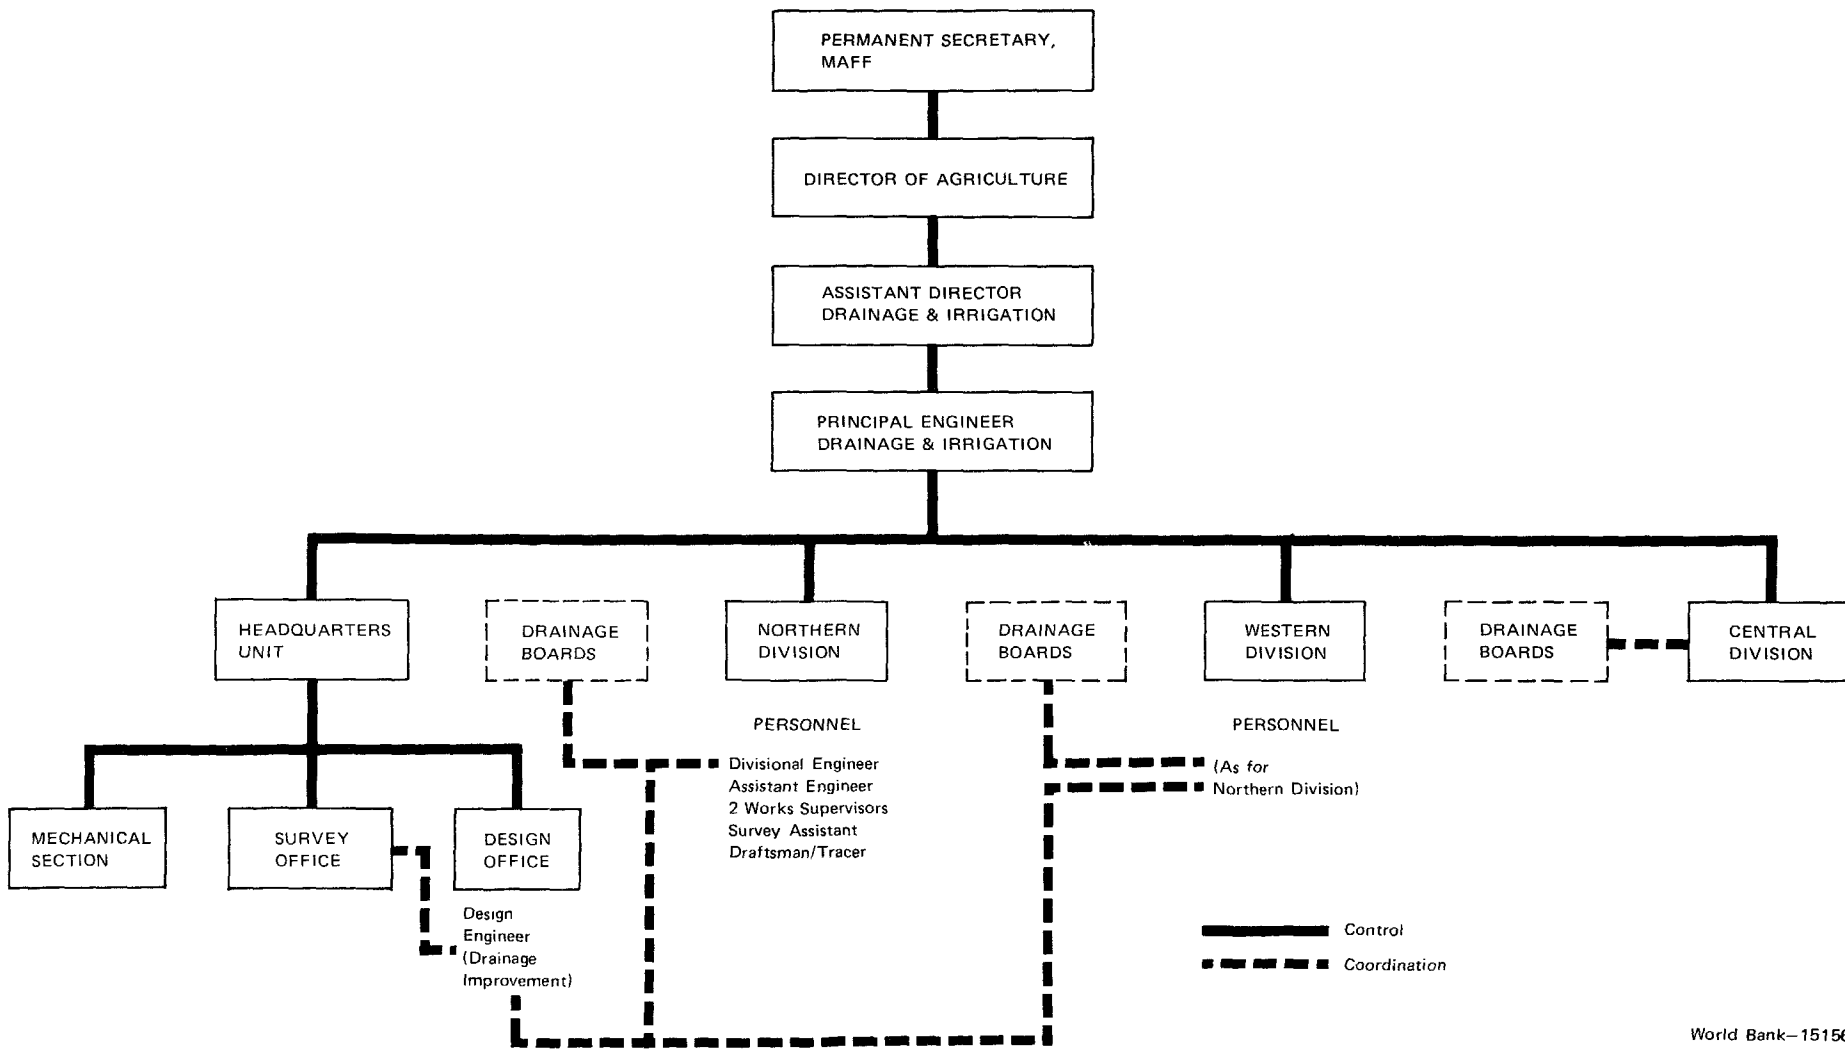 PERMANENT SECRETARY,
MAFF
DIRECTOR OF AGRICULTURE
ASSISTANT DIRECTOR
DRAINAGE & IRRIGATION
PRINCIPAL ENGINEER
DRAINAGE & IRRIGATION
HEADQUARTERS
UNIT
DRAINAGE
BOARDS
NORTHERN
DIVISION
DRAINAGE
BOARDS
WESTERN
DIVISION
DRAINAGE
BOARDS
CENTRAL
DIVISION
PERSONNEL
Divisional Engineer
Assistant Engineer
2 Works Supervisors
Survey Assistant
Draftsman/Tracer
PERSONNEL
(As for
Northern Division)
MECHANICAL
SECTION
SURVEY
OFFICE
DESIGN
OFFICE
Design
Engineer
(Drainage
Improvement)
Control
Coordination
World Bank—15156